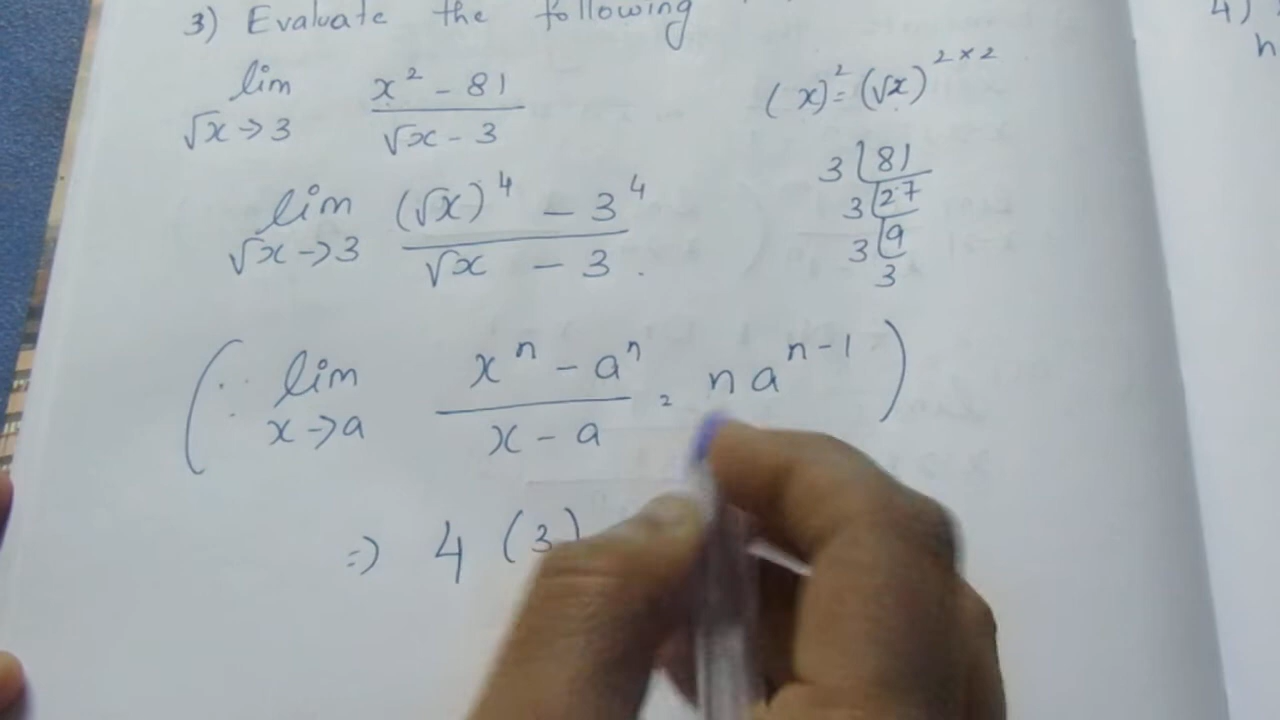 3) Evaluate the following
lim x² - 81
√x → 3 √x - 3
(x)² = (√x)^2×2
lim (√x)⁴ - 3⁴
√x → 3 √x - 3.
3 81
3 27
3 9
3
(∵ lim xⁿ - aⁿ = n a^n-1)
x → a x - a
⇒ 4 (3)
4)
h